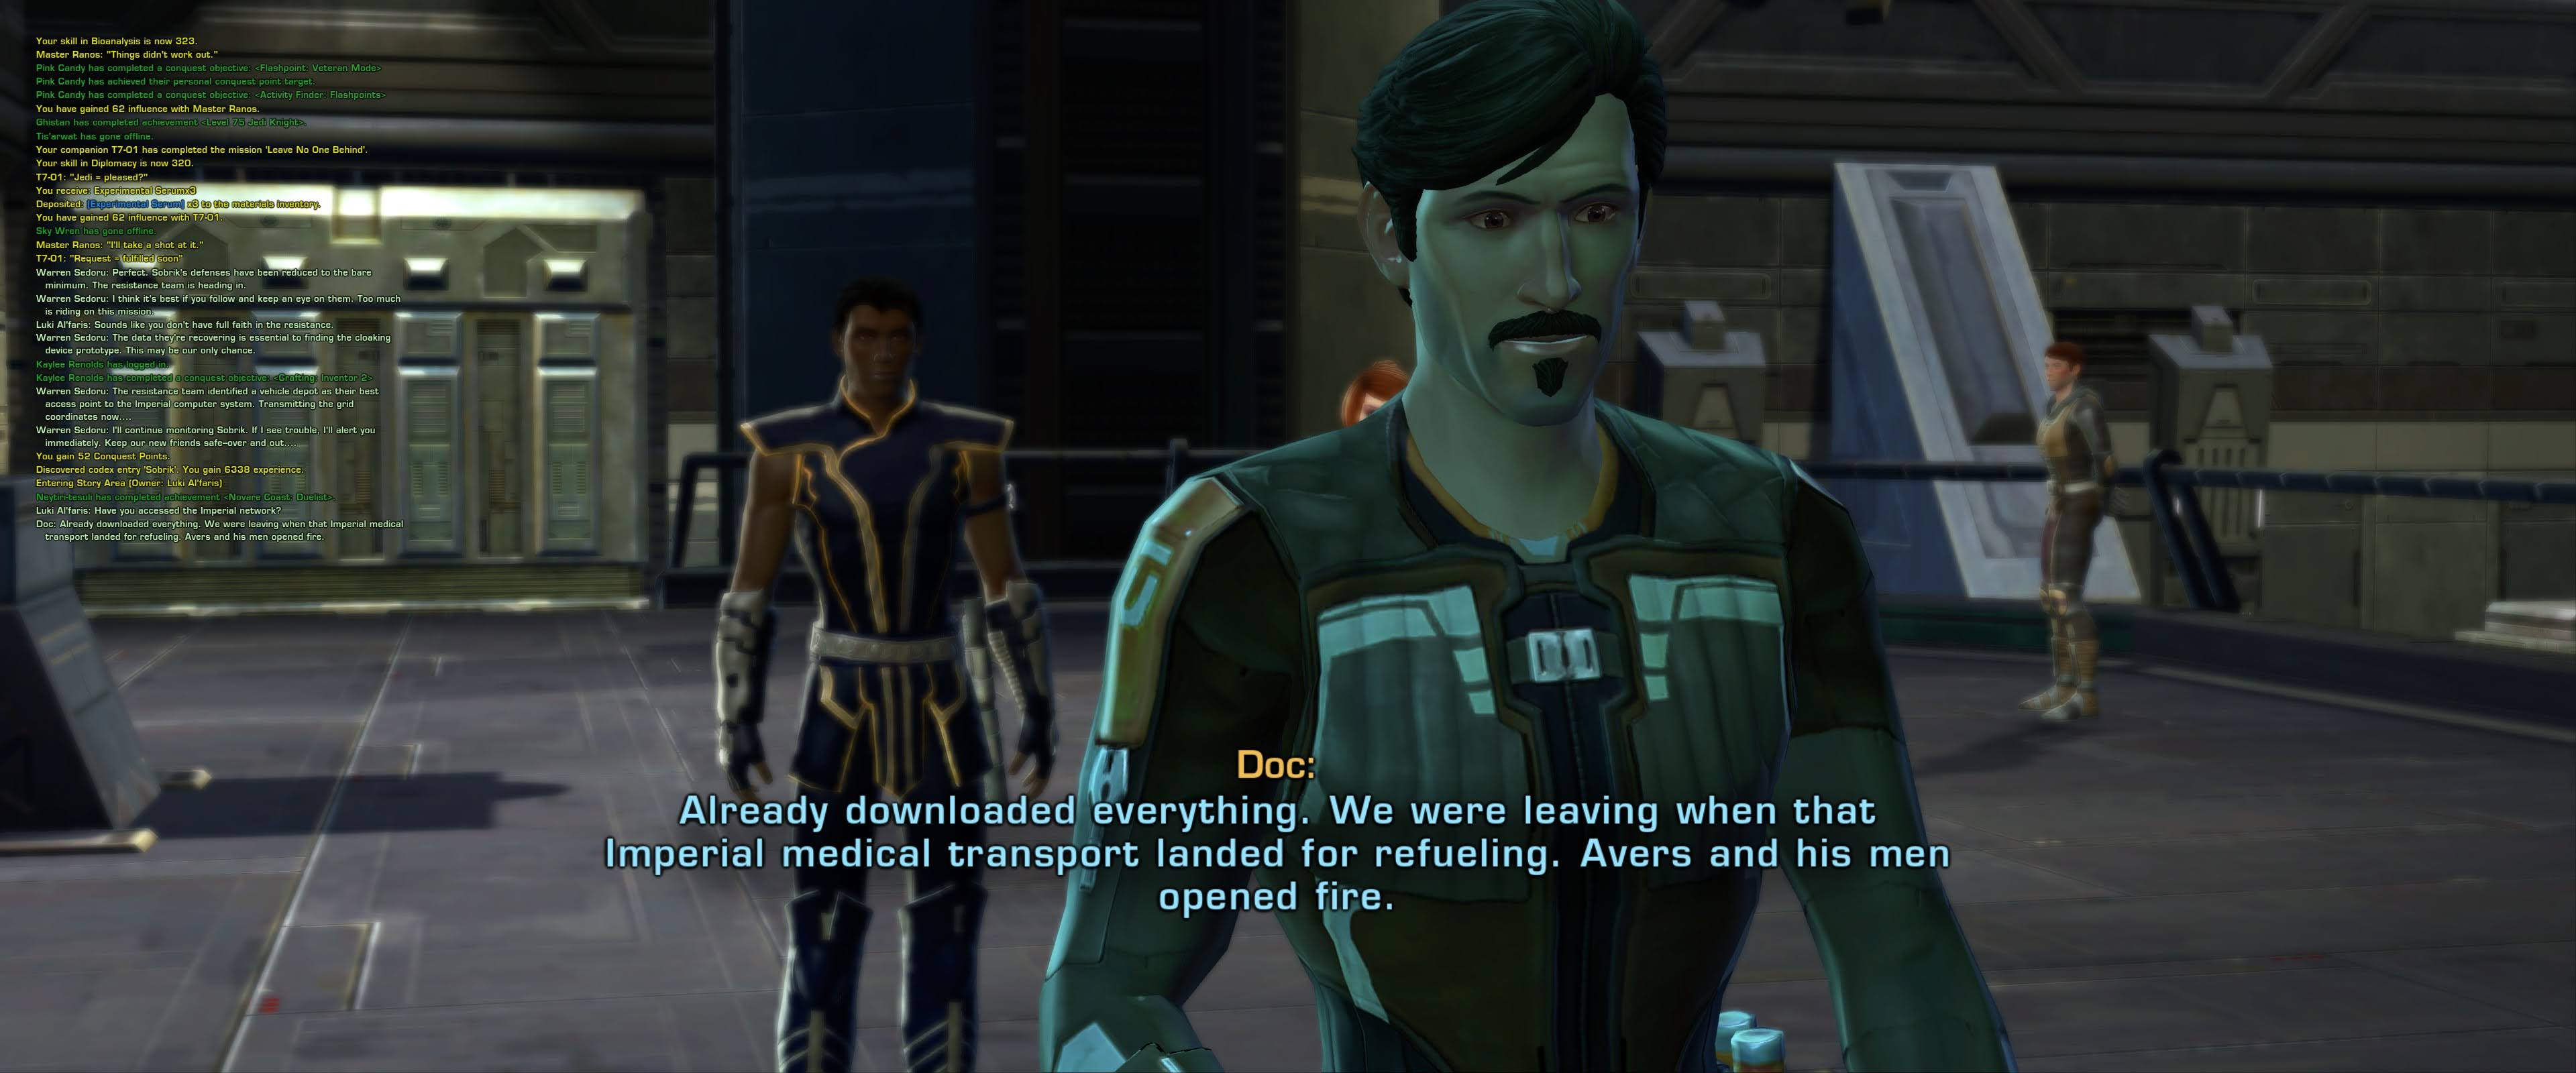 Your skill in Bioanalysis is now 323.
Master Ranos: "Things didn't work out."
Pink Candy has completed a conquest objective: <Flashpoint: Veteran Mode>
Pink Candy has achieved their personal conquest point target.
Pink Candy has completed a conquest objective: <Activity Finder: Flashpoints>
You have gained 62 influence with Master Ranos.
Ghistan has completed achievement <Level 75 Jedi Knight>.
Tis'arwat has gone offline.
Your companion T7-01 has completed the mission 'Leave No One Behind'.
Your skill in Diplomacy is now 320.
T7-01: "Jedi = pleased?"
You receive: Experimental Serumx3
Deposited: [Experimental Serum] x3 to the materials inventory.
You have gained 62 influence with T7-01.
Sky Wren has gone offline.
Master Ranos: "I'll take a shot at it."
T7-01: "Request = fulfilled soon"
Warren Sedoru: Perfect. Sobrik's defenses have been reduced to the bare
minimum. The resistance team is heading in.
Warren Sedoru: I think it's best if you follow and keep an eye on them. Too much
is riding on this mission.
Luki Al'faris: Sounds like you don't have full faith in the resistance.
Warren Sedoru: The data they're recovering is essential to finding the cloaking
device prototype. This may be our only chance.
Kaylee Renolds has logged in.
Kaylee Renolds has completed a conquest objective: <Crafting: Inventor 2>
Warren Sedoru: The resistance team identified a vehicle depot as their best
access point to the Imperial computer system. Transmitting the grid
coordinates now....
Warren Sedoru: I'll continue monitoring Sobrik. If I see trouble, I'll alert you
immediately. Keep our new friends safe–over and out....
You gain 52 Conquest Points.
Discovered codex entry 'Sobrik'. You gain 6338 experience.
Entering Story Area (Owner: Luki Al'faris)
Neytiri-tesuli has completed achievement <Novare Coast: Duelist>.
Luki Al'faris: Have you accessed the Imperial network?
Doc: Already downloaded everything. We were leaving when that Imperial medical
transport landed for refueling. Avers and his men opened fire.
Doc:
Already downloaded everything. We were leaving when that
Imperial medical transport landed for refueling. Avers and his men
opened fire.